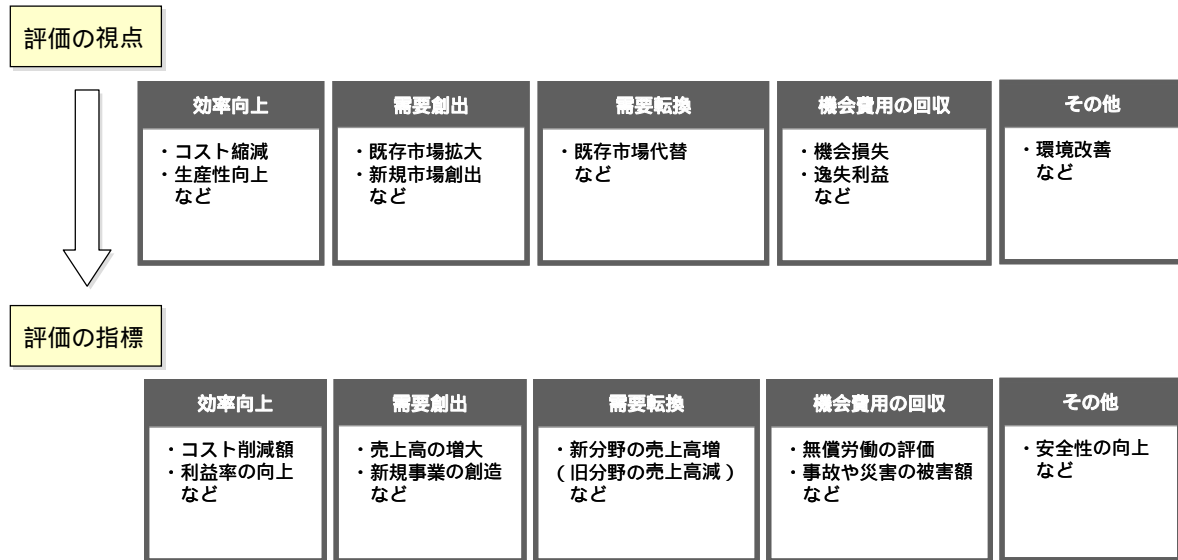 評価の視点
効率向上
・コスト縮減
・生産性向上
など
需要創出
・既存市場拡大
・新規市場創出
など
需要転換
・既存市場代替
など
機会費用の回収
・機会損失
・逸失利益
など
その他
・環境改善
など
評価の指標
効率向上
・コスト削減額
・利益率の向上
など
需要創出
・売上高の増大
・新規事業の創造
など
需要転換
・新分野の売上高増
(旧分野の売上高減)
など
機会費用の回収
・無償労働の評価
・事故や災害の被害額
など
その他
・安全性の向上
など